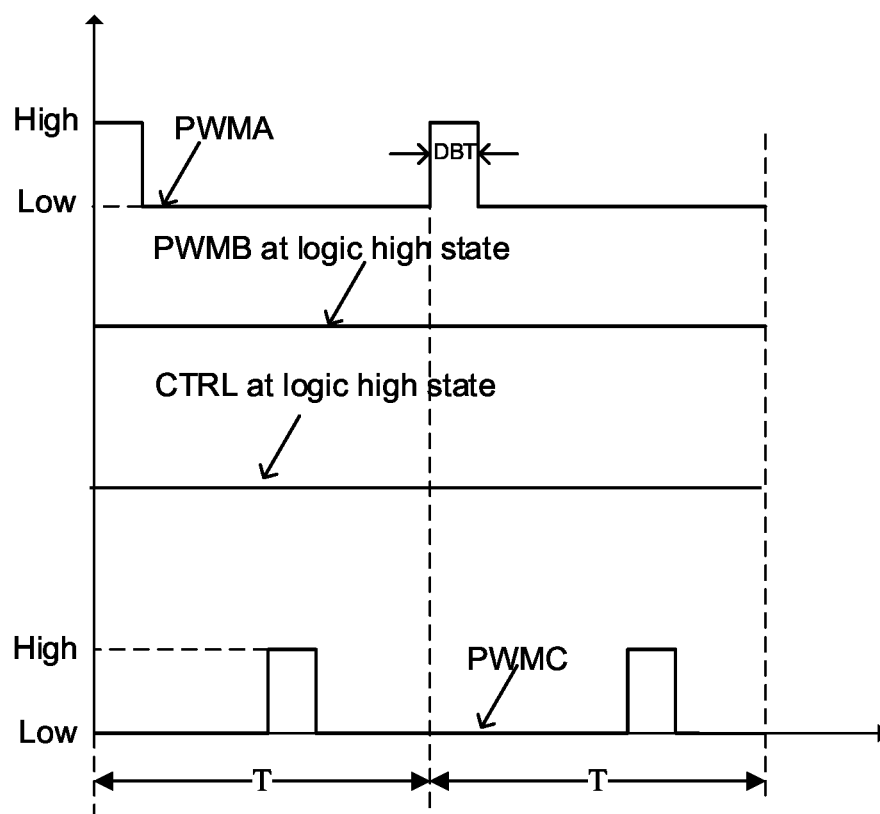 High
PWMA
DBT
Low
PWMB at logic high state
CTRL at logic high state
High
PWMC
Low
T
T